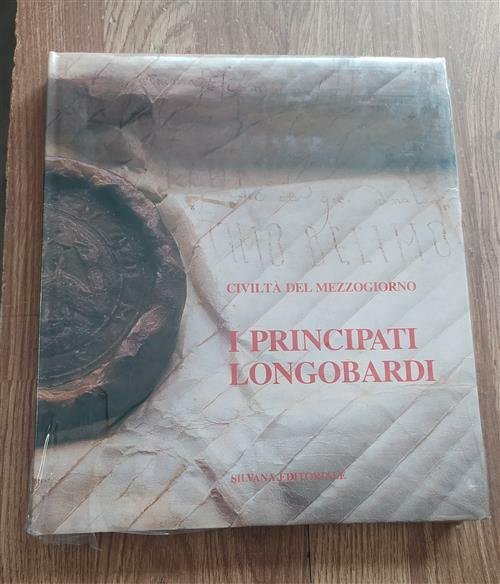 CIVILTÀ DEL MEZZOGIORNO
I PRINCIPATI
LONGOBARDI
SILVANA EDITORIALE